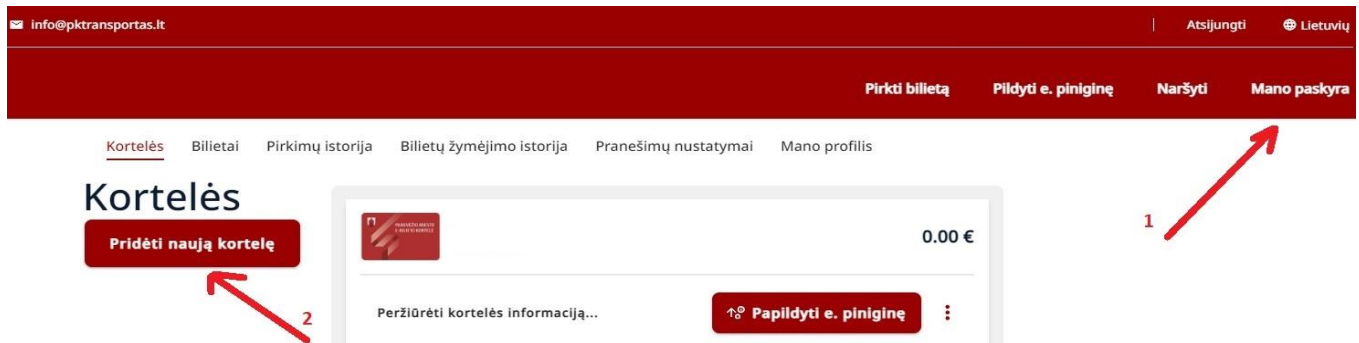 info@pktransportas.lt
Atsijungti
Lietuvių
Pirkti bilietą
Pildyti e. piniginę
Naršyti
Mano paskyra
Kortelės
Bilietai
Pirkimų istorija
Bilietų žymėjimo istorija
Pranešimų nustatymai
Mano profilis
1
Kortelės
Pridėti naują kortelę
2
0.00 €
Peržiūrėti kortelės informaciją...
Papildyti e. piniginę